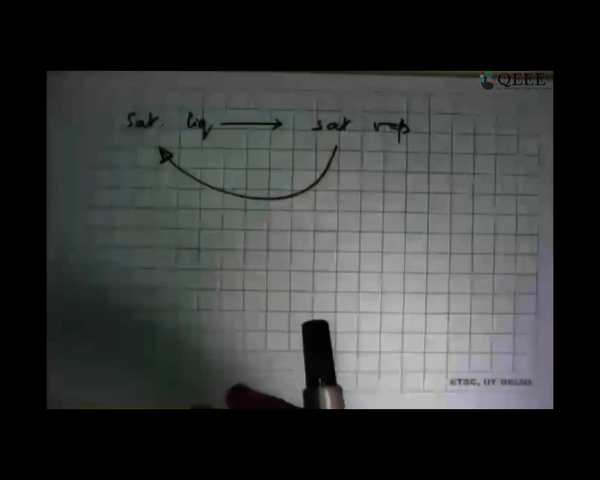 QEEE
Sat. liq ⟶ sat vap
ETSC, IIT DELHI